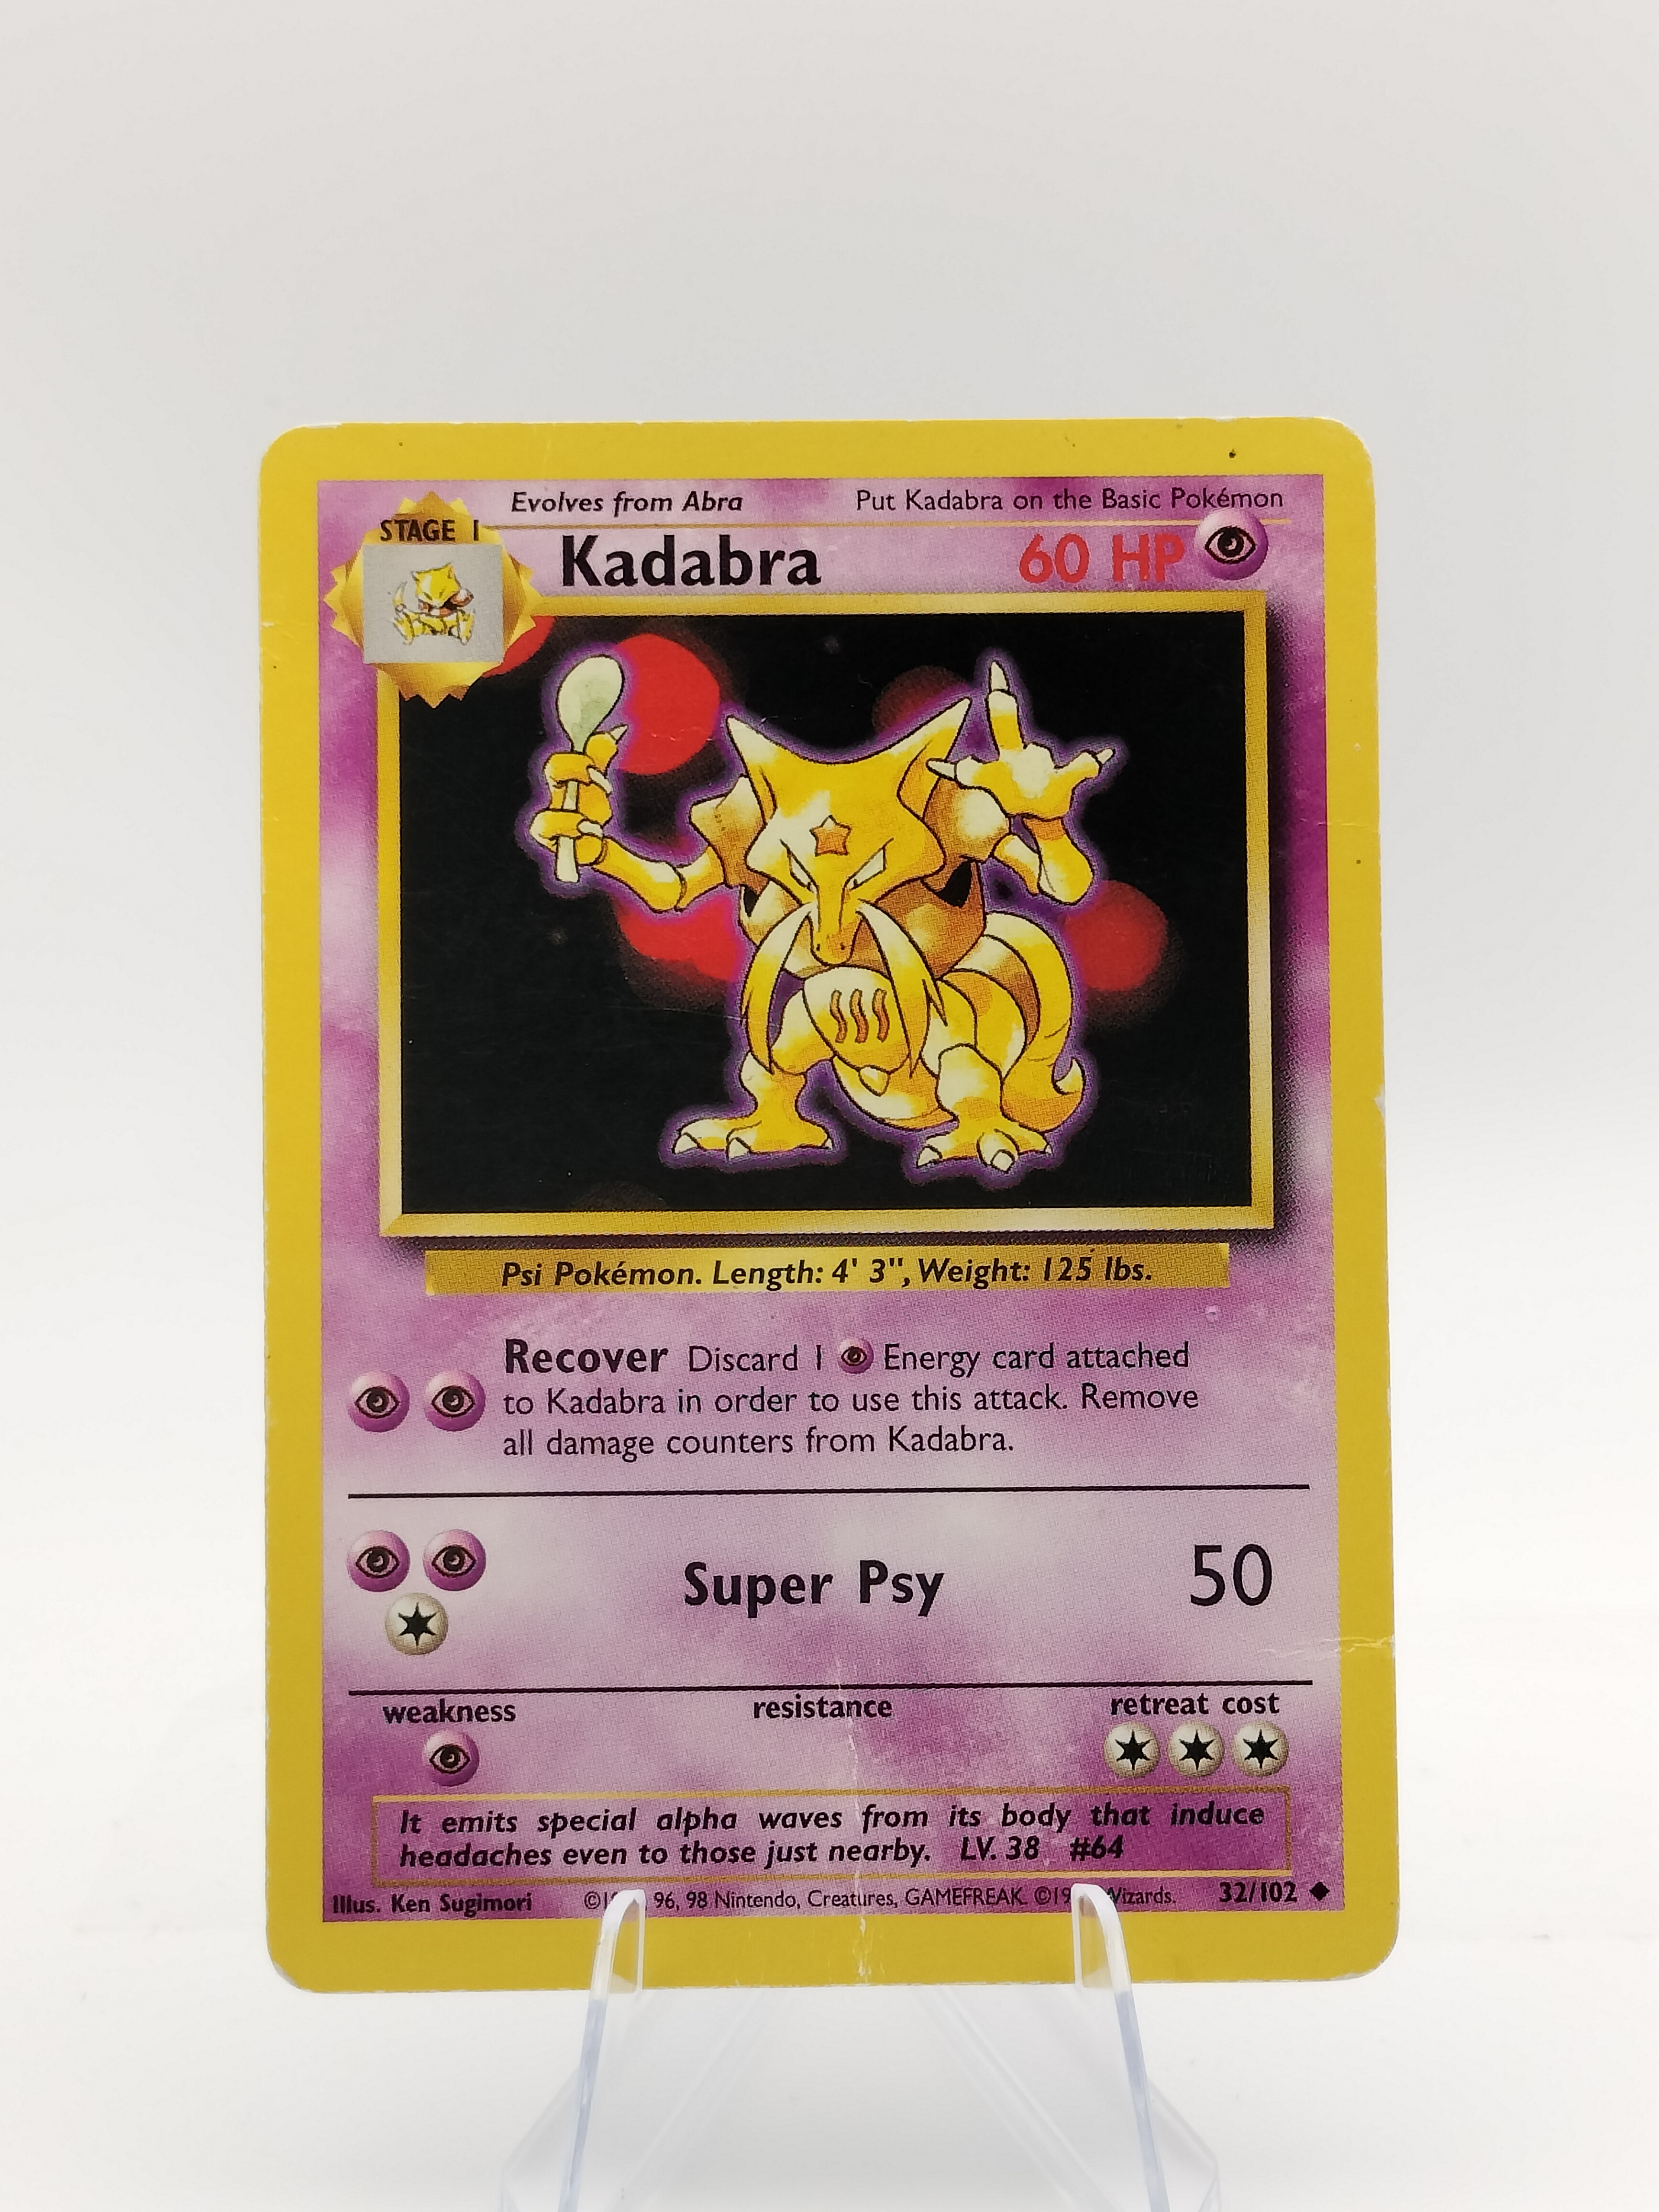 Evolves from Abra Put Kadabra on the Basic Pokémon
STAGE 1
Kadabra 60 HP
Psi Pokémon. Length: 4' 3", Weight: 125 lbs.
Recover Discard 1 Energy card attached
to Kadabra in order to use this attack. Remove
all damage counters from Kadabra.
Super Psy 50
weakness resistance retreat cost
It emits special alpha waves from its body that induce
headaches even to those just nearby. LV. 38 #64
Illus. Ken Sugimori 96, 98 Nintendo, Creatures, GAMEFREAK. Wizards. 32/102